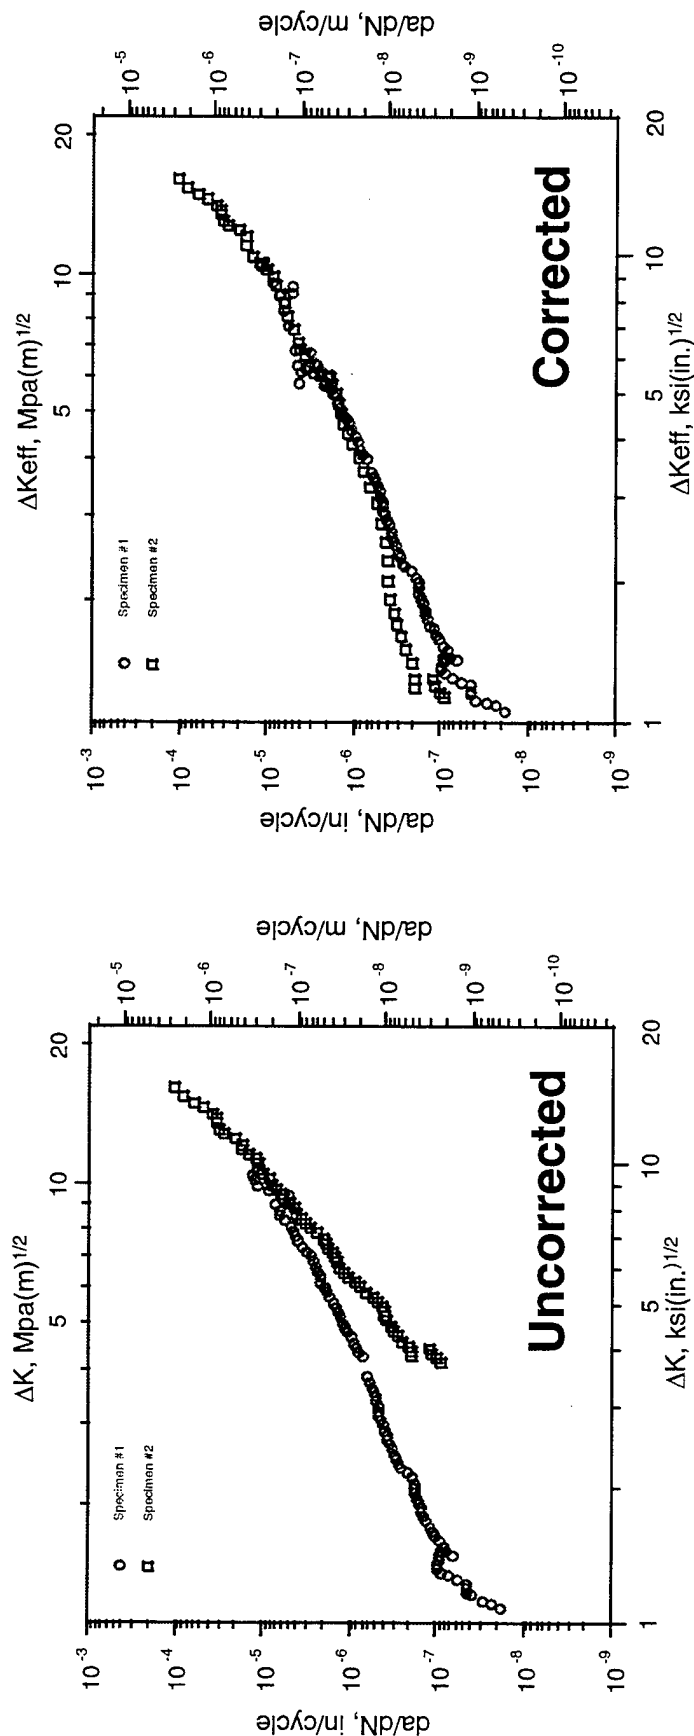 ΔK, Mpa(m)^1/2
5
10
20
10^-3
10^-4
10^-5
10^-6
10^-7
10^-8
10^-9
da/dN, in/cycle
Specimen #1
Specimen #2
Uncorrected
10^-5
10^-6
10^-7
10^-8
10^-9
10^-10
da/dN, m/cycle
1
5
10
20
ΔK, ksi(in.)^1/2
ΔKeff, Mpa(m)^1/2
5
10
20
10^-3
10^-4
10^-5
10^-6
10^-7
10^-8
10^-9
da/dN, in/cycle
Specimen #1
Specimen #2
Corrected
10^-5
10^-6
10^-7
10^-8
10^-9
10^-10
da/dN, m/cycle
1
5
10
20
ΔKeff, ksi(in.)^1/2